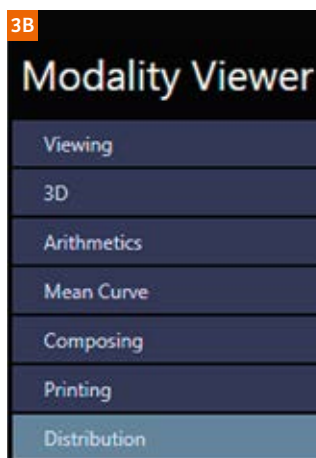 3B
Modality Viewer
Viewing
3D
Arithmetics
Mean Curve
Composing
Printing
Distribution